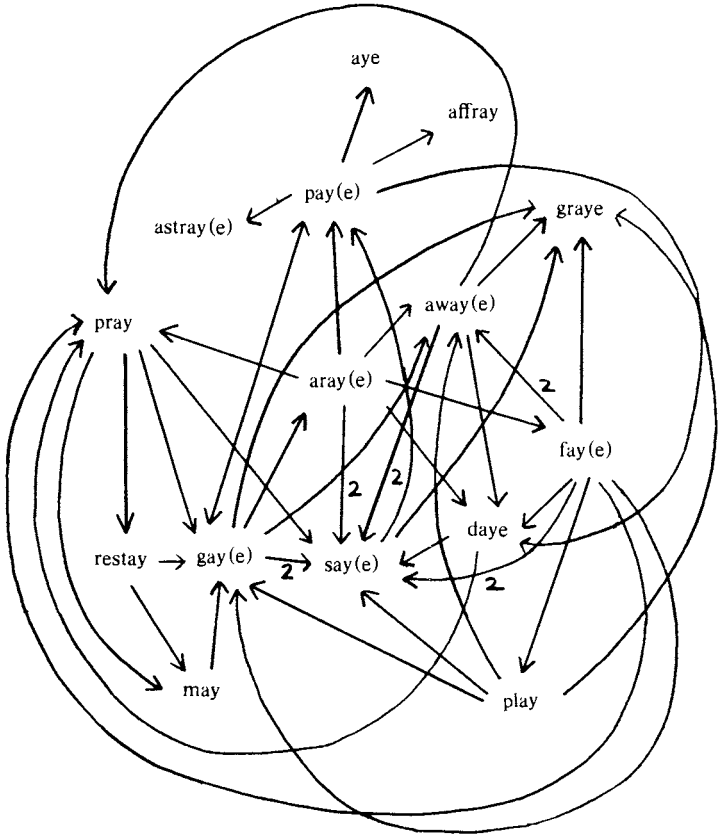 aye
affray
pay(e)
astray(e)
graye
away(e)
pray
aray(e)
2
fay(e)
2
2
daye
restay
gay(e)
2
say(e)
2
may
play